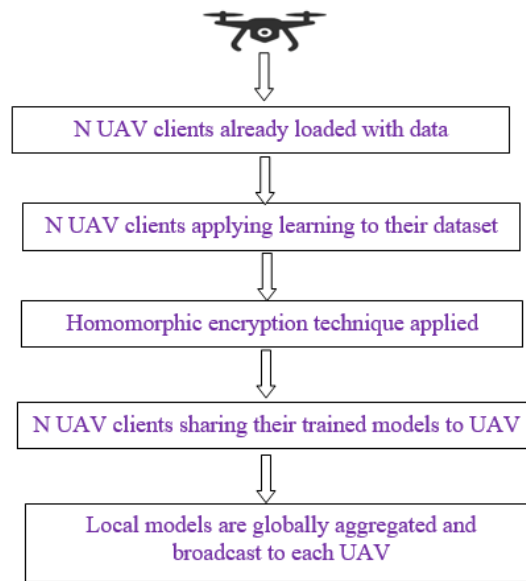 N UAV clients already loaded with data
N UAV clients applying learning to their dataset
Homomorphic encryption technique applied
N UAV clients sharing their trained models to UAV
Local models are globally aggregated and
broadcast to each UAV